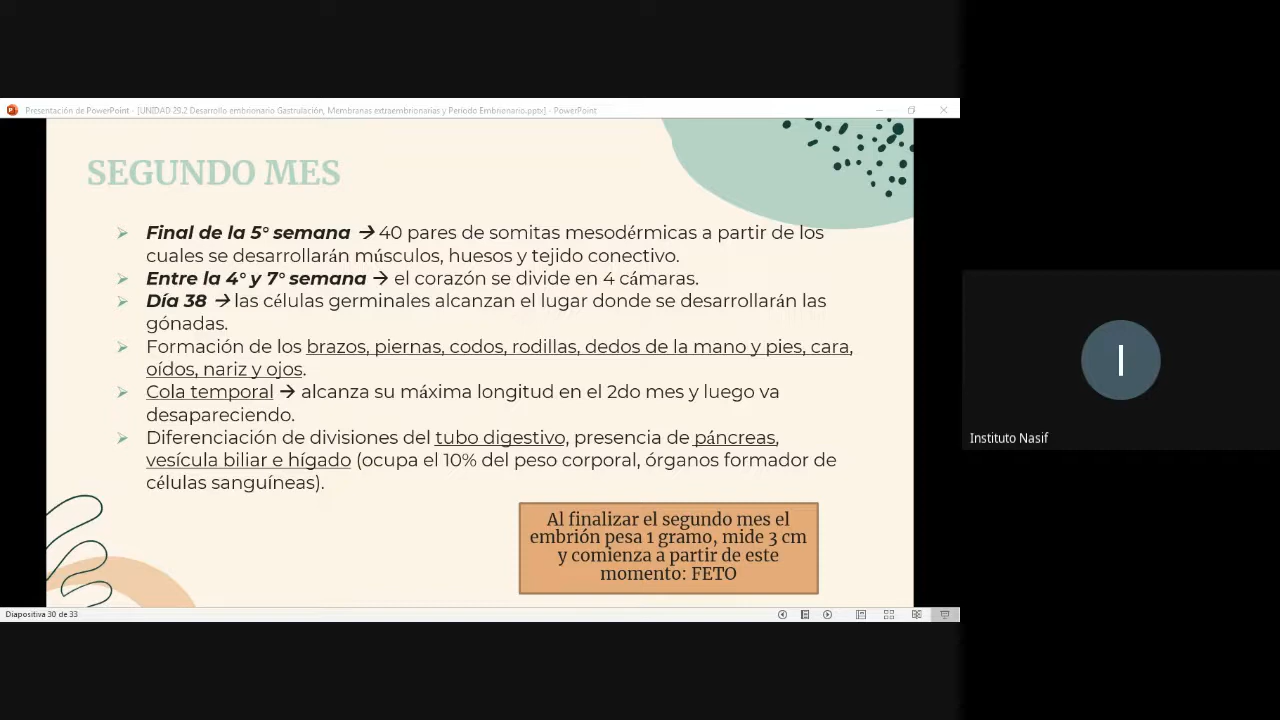 Presentación de PowerPoint - [UNIDAD 29.2 Desarrollo embrionario Gastrulación, Membranas extraembrionarias y Periodo Embrionario.pptx] - PowerPoint
SEGUNDO MES
Final de la 5° semana → 40 pares de somitas mesodérmicas a partir de los
cuales se desarrollarán músculos, huesos y tejido conectivo.
Entre la 4° y 7° semana → el corazón se divide en 4 cámaras.
Día 38 → las células germinales alcanzan el lugar donde se desarrollarán las
gónadas.
Formación de los brazos, piernas, codos, rodillas, dedos de la mano y pies, cara,
oídos, nariz y ojos.
Cola temporal → alcanza su máxima longitud en el 2do mes y luego va
desapareciendo.
Diferenciación de divisiones del tubo digestivo, presencia de páncreas,
vesícula biliar e hígado (ocupa el 10% del peso corporal, órganos formador de
células sanguíneas).
Al finalizar el segundo mes el
embrión pesa 1 gramo, mide 3 cm
y comienza a partir de este
momento: FETO
Diapositiva 30 de 33
I
Instituto Nasif